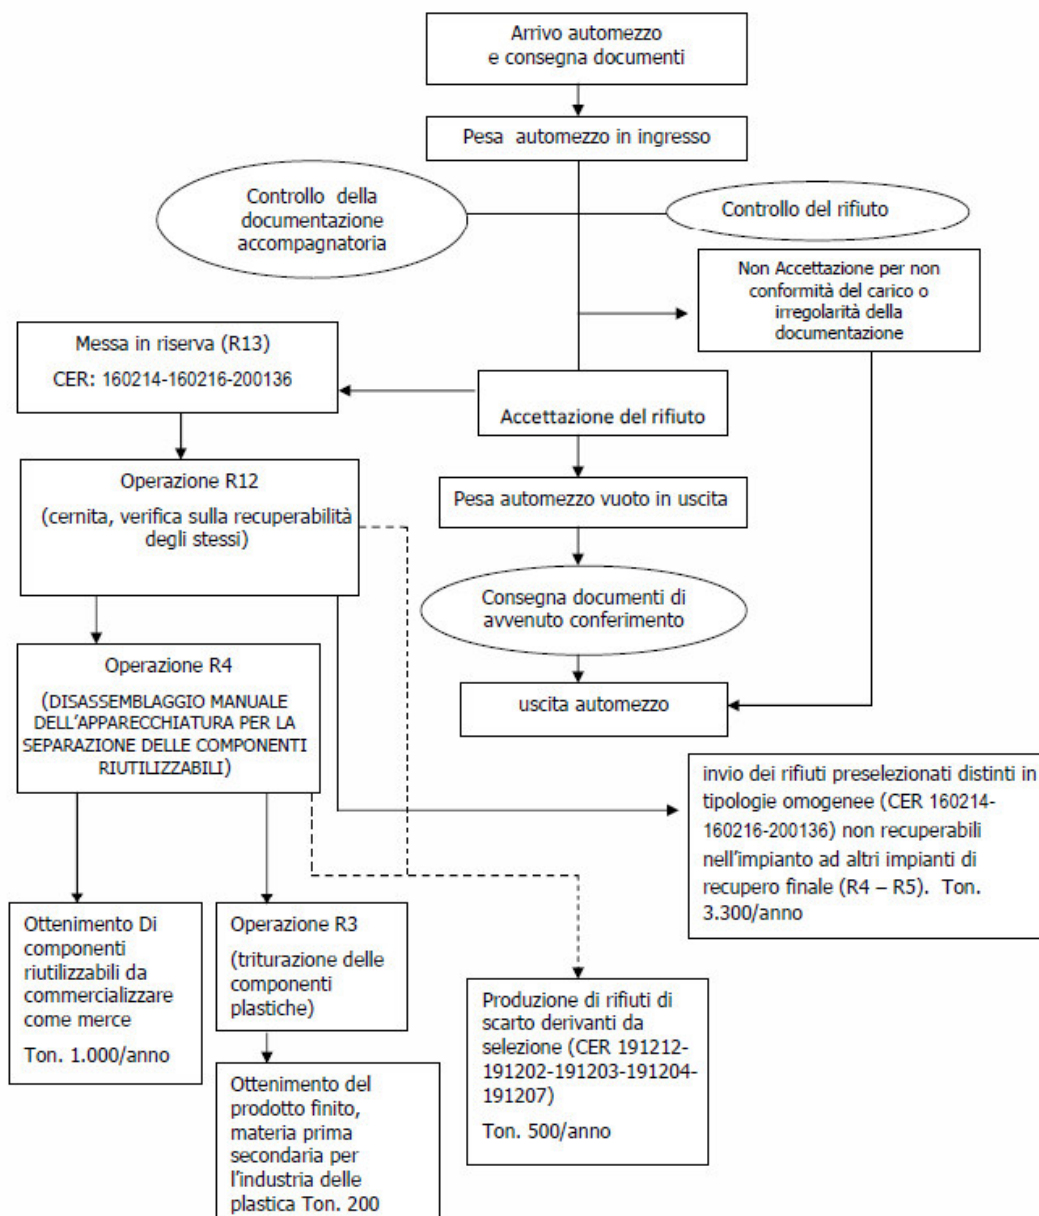 Arrivo automezzo
e consegna documenti
Pesa automezzo in ingresso
Controllo della
documentazione
accompagnatoria
Controllo del rifiuto
Non Accettazione per non
conformità del carico o
irregolarità della
documentazione
Messa in riserva (R13)
CER: 160214-160216-200136
Accettazione del rifiuto
Operazione R12
(cernita, verifica sulla recuperabilità
degli stessi)
Pesa automezzo vuoto in uscita
Consegna documenti di
avvenuto conferimento
uscita automezzo
Operazione R4
(DISASSEMBLAGGIO MANUALE
DELL'APPARECCHIATURA PER LA
SEPARAZIONE DELLE COMPONENTI
RIUTILIZZABILI)
invio dei rifiuti preselezionati distinti in
tipologie omogenee (CER 160214-
160216-200136) non recuperabili
nell'impianto ad altri impianti di
recupero finale (R4 – R5). Ton.
3.300/anno
Ottenimento Di
componenti
riutilizzabili da
commercializzare
come merce
Ton. 1.000/anno
Operazione R3
(triturazione delle
componenti
plastiche)
Produzione di rifiuti di
scarto derivanti da
selezione (CER 191212-
191202-191203-191204-
191207)
Ton. 500/anno
Ottenimento del
prodotto finito,
materia prima
secondaria per
l'industria delle
plastica Ton. 200